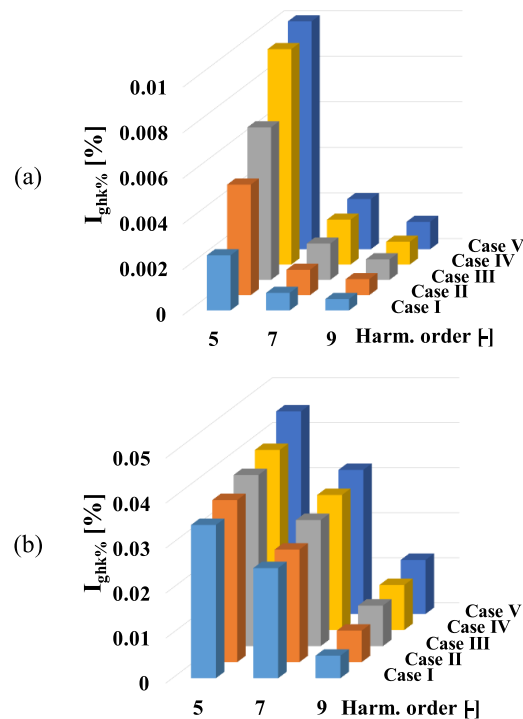 (a)
I_ghk% [%]
0.01
0.008
0.006
0.004
0.002
0
5 7 9 Harm. order [-]
Case V
Case IV
Case III
Case II
Case I
(b)
I_ghk% [%]
0.05
0.04
0.03
0.02
0.01
0
5 7 9 Harm. order [-]
Case V
Case IV
Case III
Case II
Case I